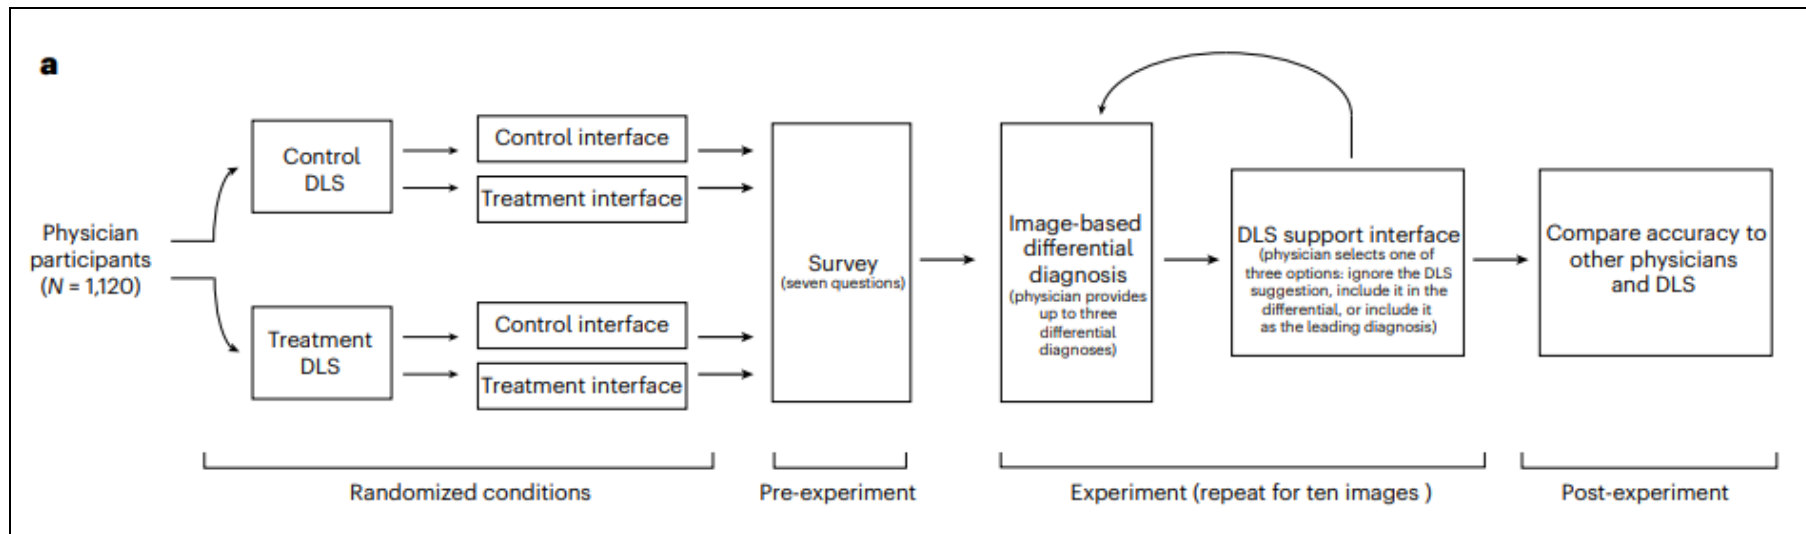 a
Physician
participants
(N = 1,120)
Control
DLS
Treatment
DLS
Control interface
Treatment interface
Control interface
Treatment interface
Survey
(seven questions)
Image-based
differential
diagnosis
(physician provides
up to three
differential
diagnoses)
DLS support interface
(physician selects one of
three options: ignore the DLS
suggestion, include it in the
differential, or include it
as the leading diagnosis)
Compare accuracy to
other physicians
and DLS
Randomized conditions
Pre-experiment
Experiment (repeat for ten images )
Post-experiment